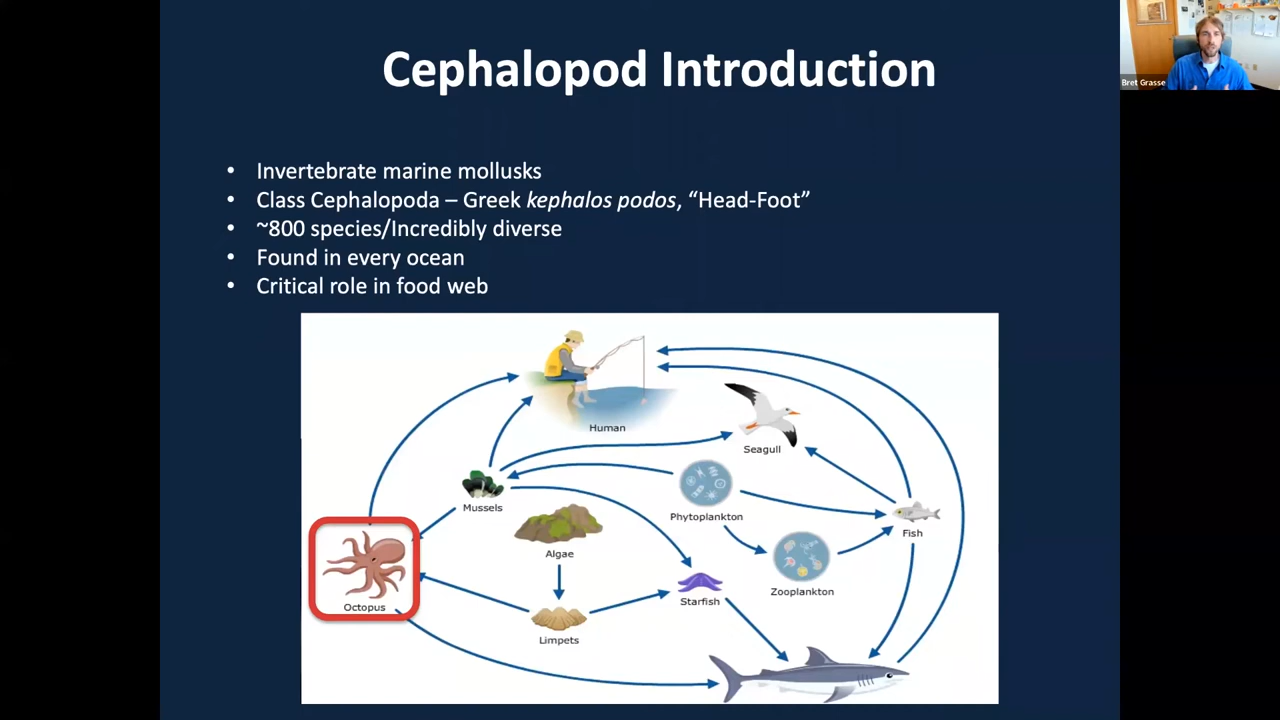 Cephalopod Introduction
Bret Grasse
• Invertebrate marine mollusks
• Class Cephalopoda – Greek kephalos podos, “Head-Foot”
• ~800 species/Incredibly diverse
• Found in every ocean
• Critical role in food web
Human
Seagull
Mussels
Phytoplankton
Fish
Algae
Zooplankton
Starfish
Octopus
Limpets